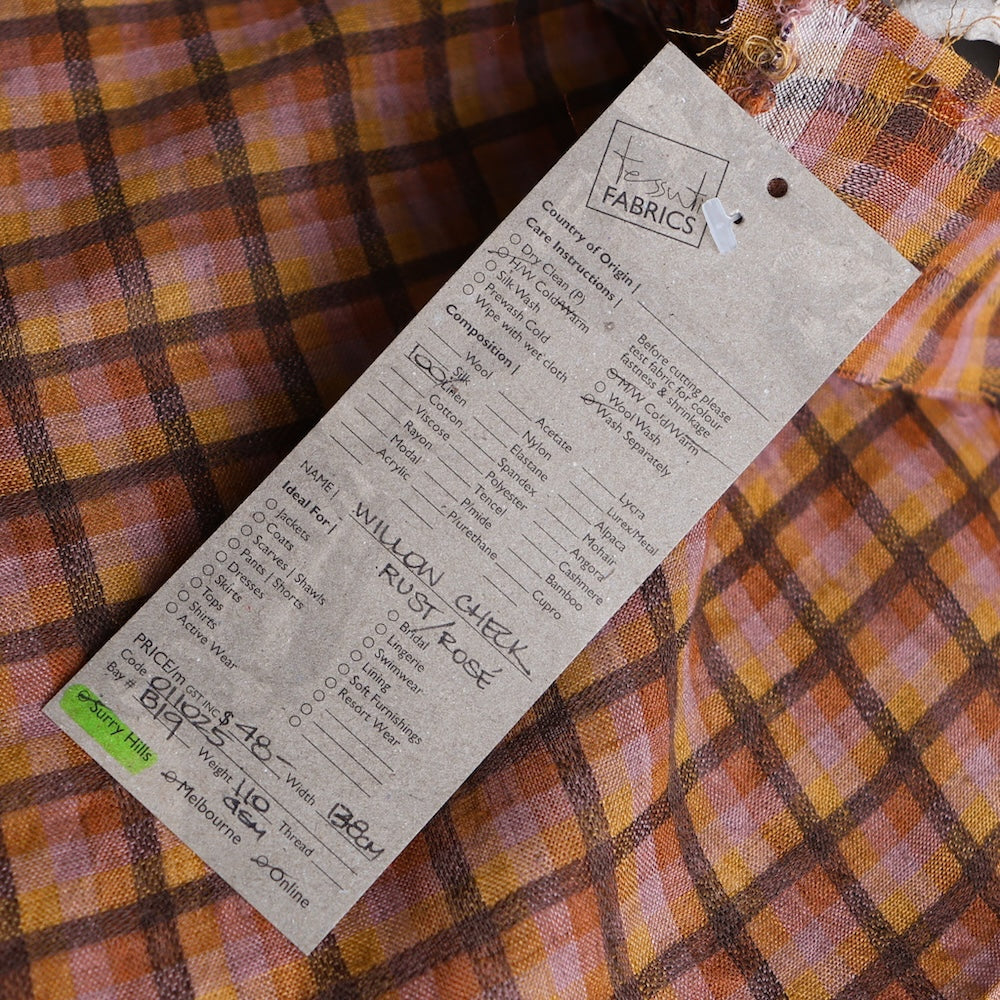 tessuti
FABRICS
Country of Origin |
Care Instructions |
Dry Clean (P)
H/W Cold/Warm
Silk Wash
Prewash Cold
Wipe with wet cloth
Before cutting please
test fabric for colour
fastness & shrinkage
M/W Cold/Warm
Wool Wash
Wash Separately
Composition |
Wool
Silk
100 Linen
Cotton
Viscose
Rayon
Modal
Acrylic
Acetate
Nylon
Elastane
Spandex
Polyester
Tencel
P/mide
P/urethane
Lycra
Lurex/Metal
Alpaca
Mohair
Angora
Cashmere
Bamboo
Cupro
NAME | WILLOW CHECK
RUST/ROSÉ
Ideal For |
Jackets
Coats
Scarves | Shawls
Pants | Shorts
Dresses
Skirts
Tops
Shirts
Active Wear
Bridal
Lingerie
Swimwear
Lining
Soft Furnishings
Resort Wear
PRICE/m GST INC $48- Width 138cm
Code 011025 Weight 110 GSM Thread
Bay # B19
Surry Hills Melbourne Online